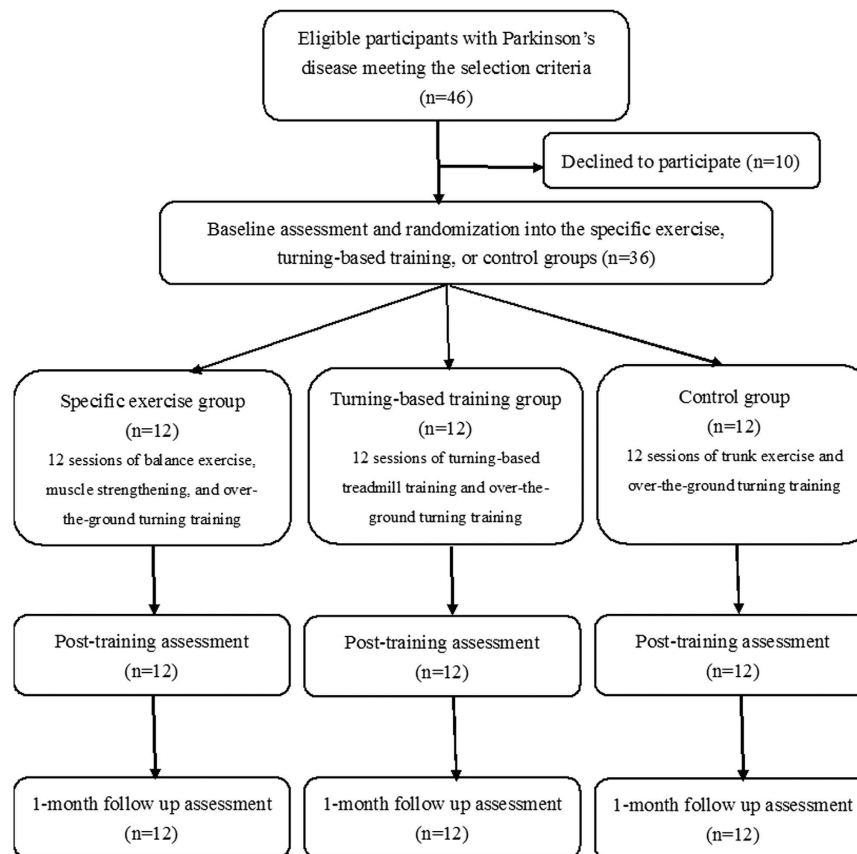 Eligible participants with Parkinson's
disease meeting the selection criteria
(n=46)
Declined to participate (n=10)
Baseline assessment and randomization into the specific exercise,
turning-based training, or control groups (n=36)
Specific exercise group
(n=12)
12 sessions of balance exercise,
muscle strengthening, and over-
the-ground turning training
Turning-based training group
(n=12)
12 sessions of turning-based
treadmill training and over-the-
ground turning training
Control group
(n=12)
12 sessions of trunk exercise and
over-the-ground turning training
Post-training assessment
(n=12)
Post-training assessment
(n=12)
Post-training assessment
(n=12)
1-month follow up assessment
(n=12)
1-month follow up assessment
(n=12)
1-month follow up assessment
(n=12)